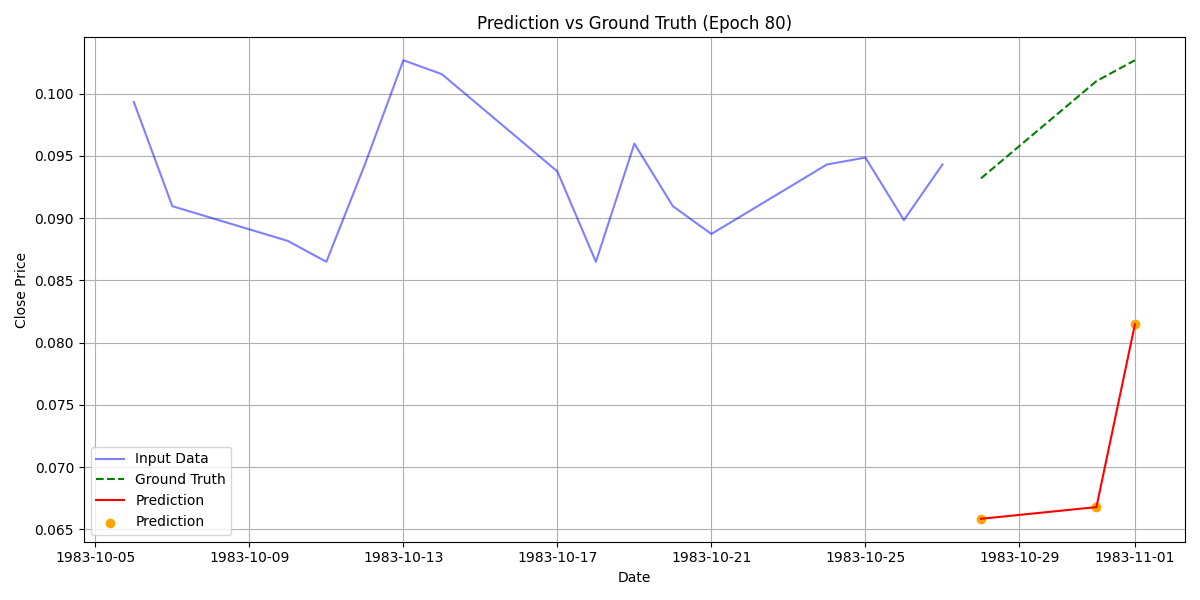 Prediction vs Ground Truth (Epoch 80)
Close Price
0.100
0.095
0.090
0.085
0.080
0.075
0.070
0.065
Input Data
Ground Truth
Prediction
Prediction
1983-10-05 1983-10-09 1983-10-13 1983-10-17 1983-10-21 1983-10-25 1983-10-29 1983-11-01
Date